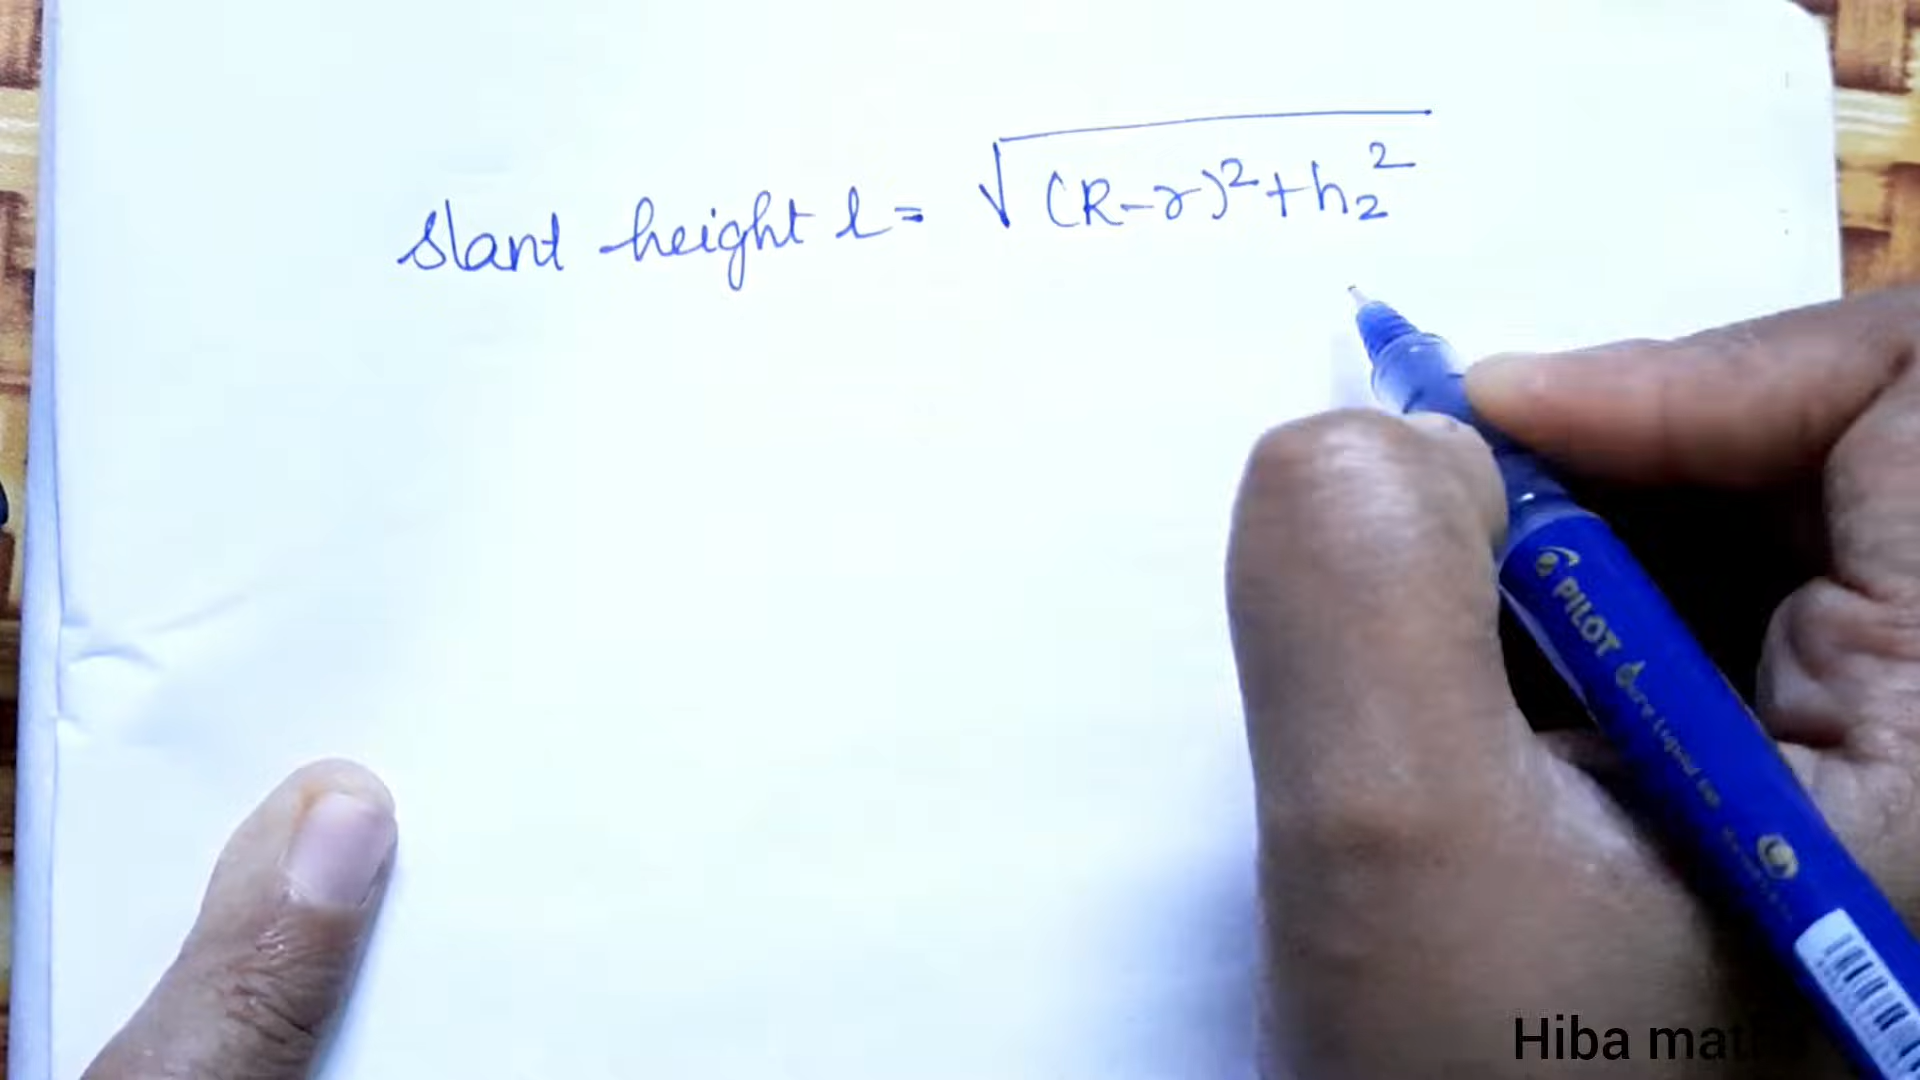 slant height l = √(R-r)²+h₂²
PILOT
Hiba mat